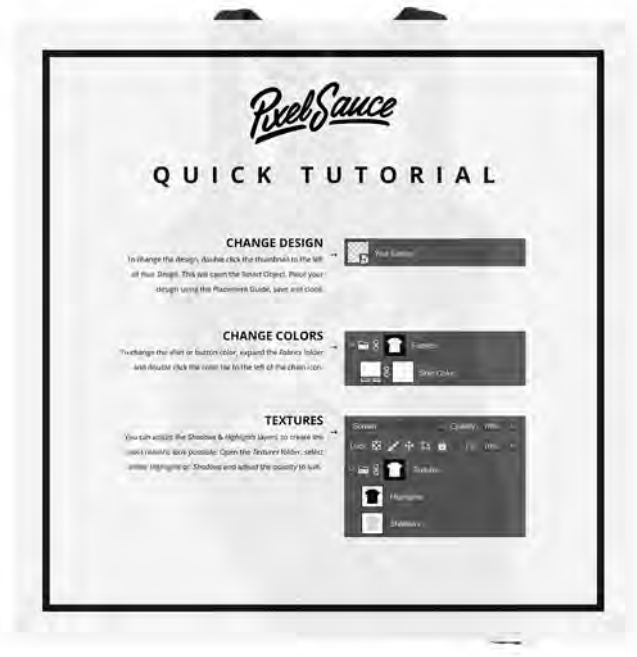 PixelSauce
QUICK TUTORIAL
CHANGE DESIGN
To change the design, double click the thumbnail to the left
of Your Design. This will open the Smart Object. Place your
design using the Placement Guide, save and close.
Your Design
CHANGE COLORS
To change the shirt or button color, expand the Fabrics folder
and double click the color tile to the left of the chain icon.
Fabrics
Shirt Color
TEXTURES
You can adjust the Shadows & Highlights layers, to create the
most realistic look possible. Open the Textures folder, select
either Highlights or Shadows and adjust the opacity to suit.
Screen Opacity: 70%
Lock:
Textures
Highlights
Shadows